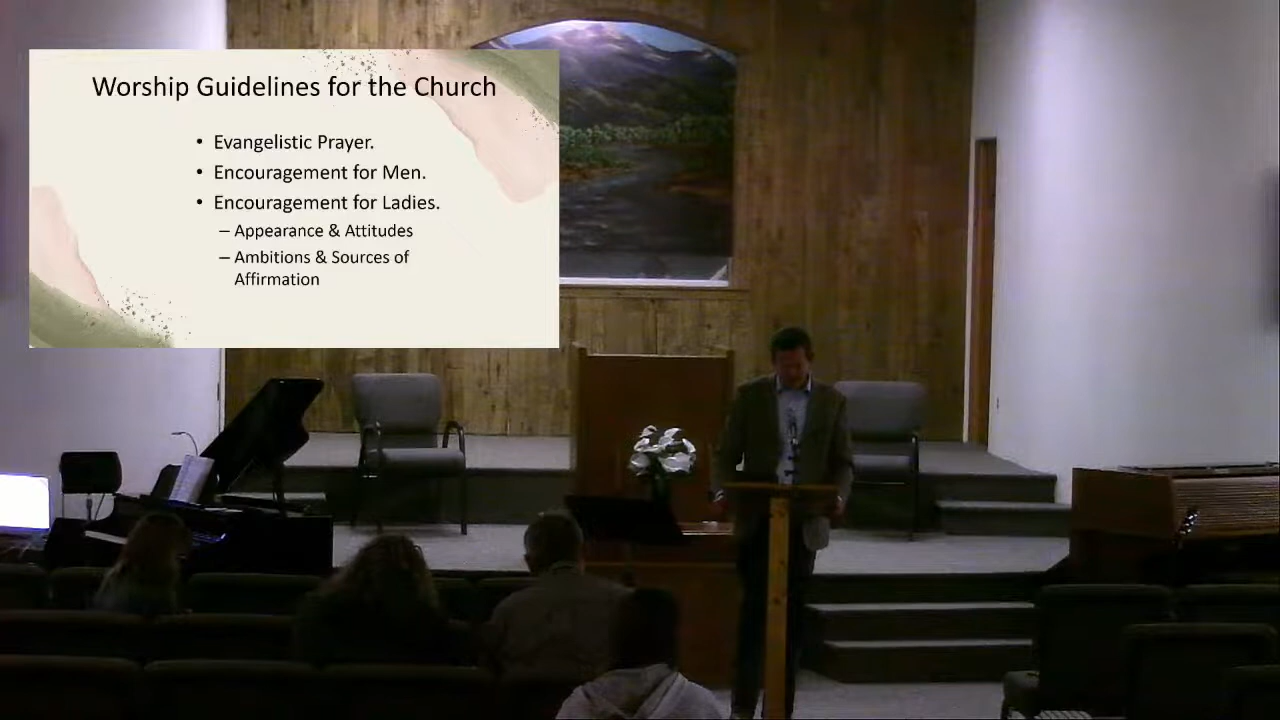 Worship Guidelines for the Church
• Evangelistic Prayer.
• Encouragement for Men.
• Encouragement for Ladies.
– Appearance & Attitudes
– Ambitions & Sources of
Affirmation